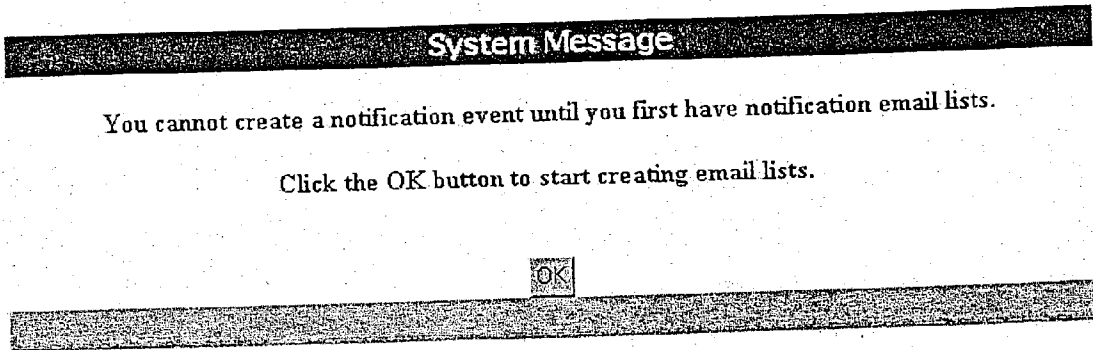 System Message
You cannot create a notification event until you first have notification email lists.
Click the OK button to start creating email lists.
OK